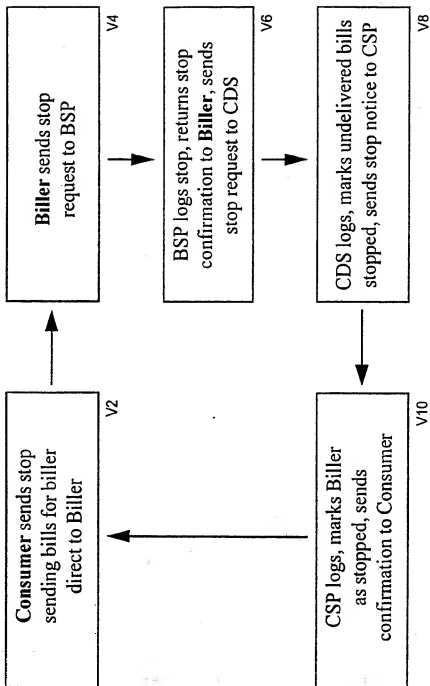 Consumer sends stop
sending bills for biller
direct to Biller
V2
Biller sends stop
request to BSP
V4
BSP logs stop, returns stop
confirmation to Biller, sends
stop request to CDS
V6
CDS logs, marks undelivered bills
stopped, sends stop notice to CSP
V8
CSP logs, marks Biller
as stopped, sends
confirmation to Consumer
V10